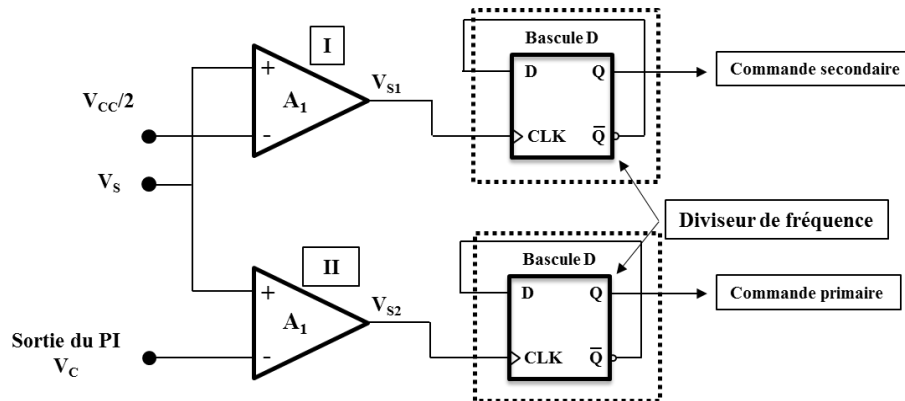 I
Bascule D
+
A1
-
VS1
D
Q
CLK
Q̅
Commande secondaire
VCC/2
VS
Diviseur de fréquence
II
Bascule D
+
A1
-
VS2
D
Q
CLK
Q̅
Commande primaire
Sortie du PI
VC